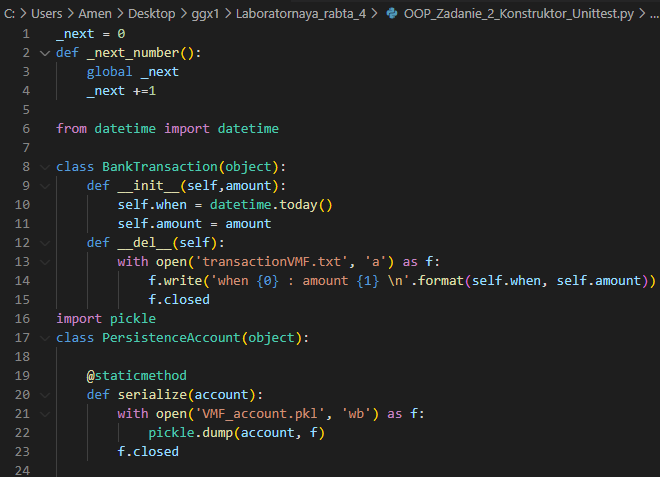 C: > Users > Amen > Desktop > ggx1 > Laboratornaya_rabta_4 > OOP_Zadanie_2_Konstruktor_Unittest.py > ...
1 _next = 0
2 def _next_number():
3     global _next
4     _next +=1
5
6 from datetime import datetime
7
8 class BankTransaction(object):
9     def __init__(self,amount):
10         self.when = datetime.today()
11         self.amount = amount
12     def __del__(self):
13         with open('transactionVMF.txt', 'a') as f:
14             f.write('when {0} : amount {1} \n'.format(self.when, self.amount))
15             f.closed
16 import pickle
17 class PersistenceAccount(object):
18
19     @staticmethod
20     def serialize(account):
21         with open('VMF_account.pkl', 'wb') as f:
22             pickle.dump(account, f)
23         f.closed
24